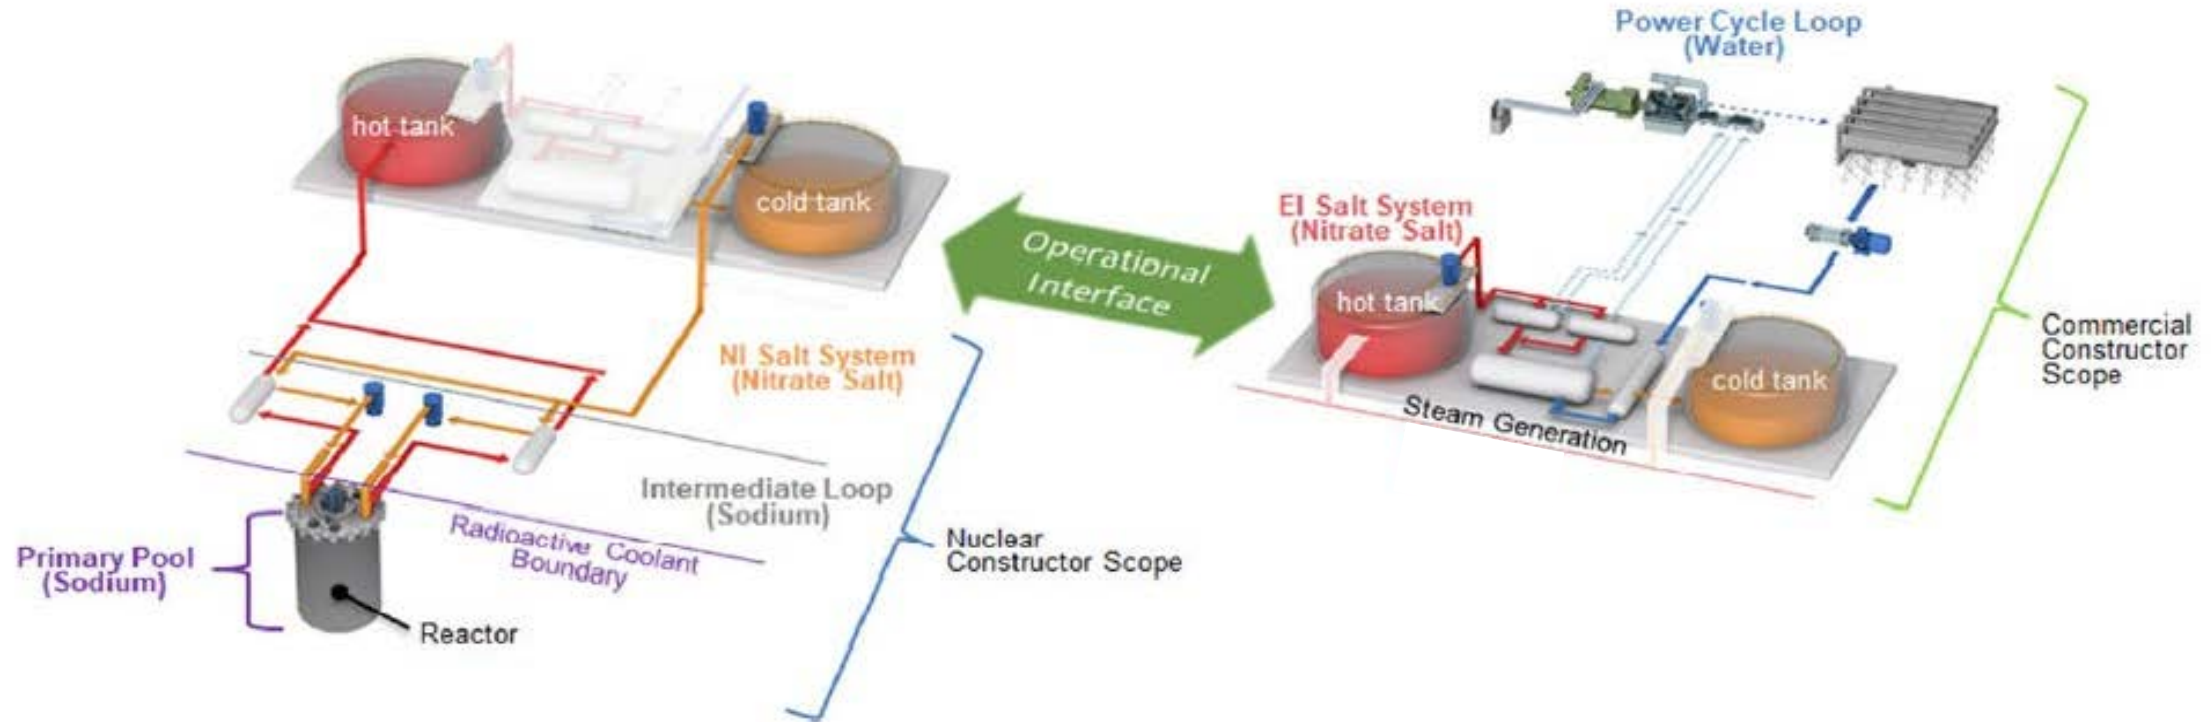 Power Cycle Loop
(Water)
hot tank
cold tank
Operational
Interface
EI Salt System
(Nitrate Salt)
hot tank
cold tank
Steam Generation
Commercial
Constructor
Scope
NI Salt System
(Nitrate Salt)
Intermediate Loop
(Sodium)
Radioactive Coolant
Boundary
Nuclear
Constructor Scope
Primary Pool
(Sodium)
Reactor